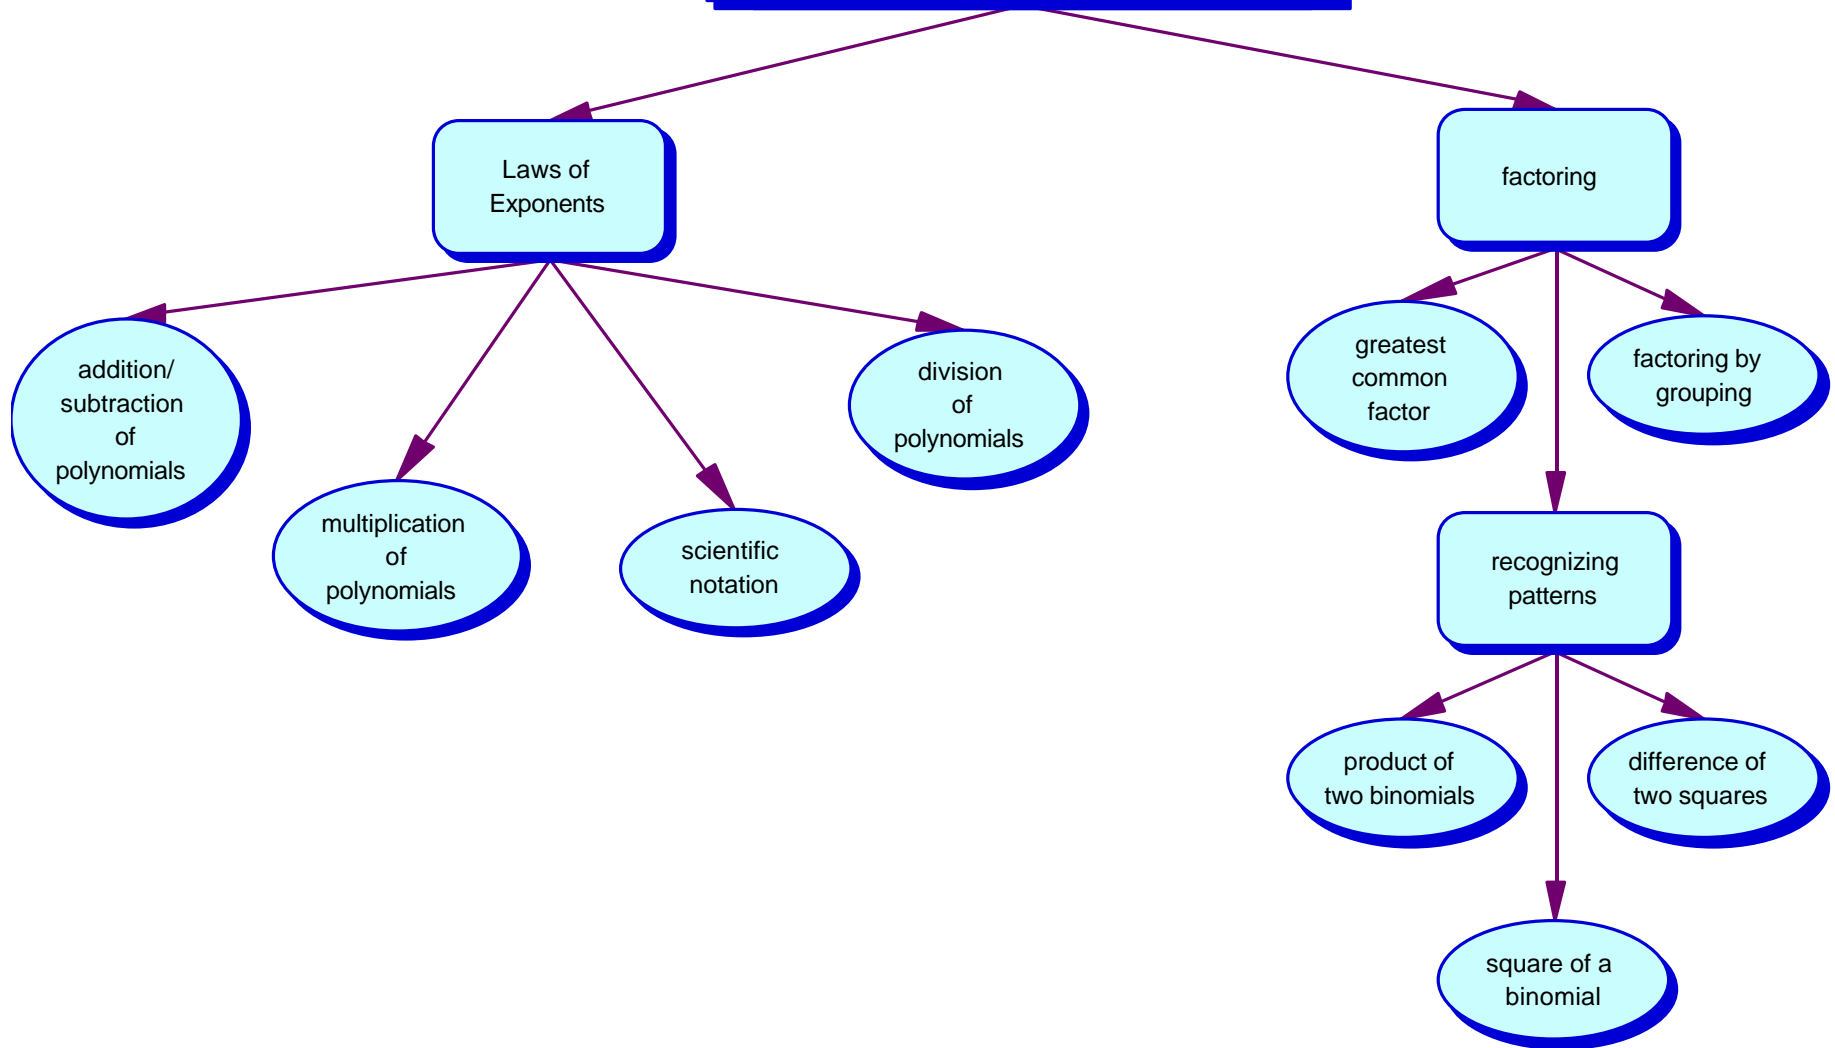 Laws of
Exponents
factoring
addition/
subtraction
of
polynomials
multiplication
of
polynomials
scientific
notation
division
of
polynomials
greatest
common
factor
factoring by
grouping
recognizing
patterns
product of
two binomials
difference of
two squares
square of a
binomial